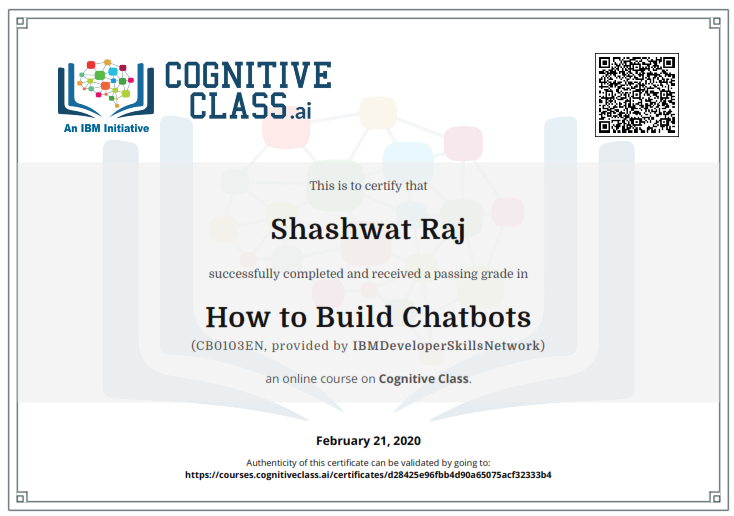 COGNITIVE
CLASS.ai
An IBM Initiative
This is to certify that
Shashwat Raj
successfully completed and received a passing grade in
How to Build Chatbots
(CB0103EN, provided by IBMDeveloperSkillsNetwork)
an online course on Cognitive Class.
February 21, 2020
Authenticity of this certificate can be validated by going to:
https://courses.cognitiveclass.ai/certificates/d28425e96fbb4d90a65075acf32333b4